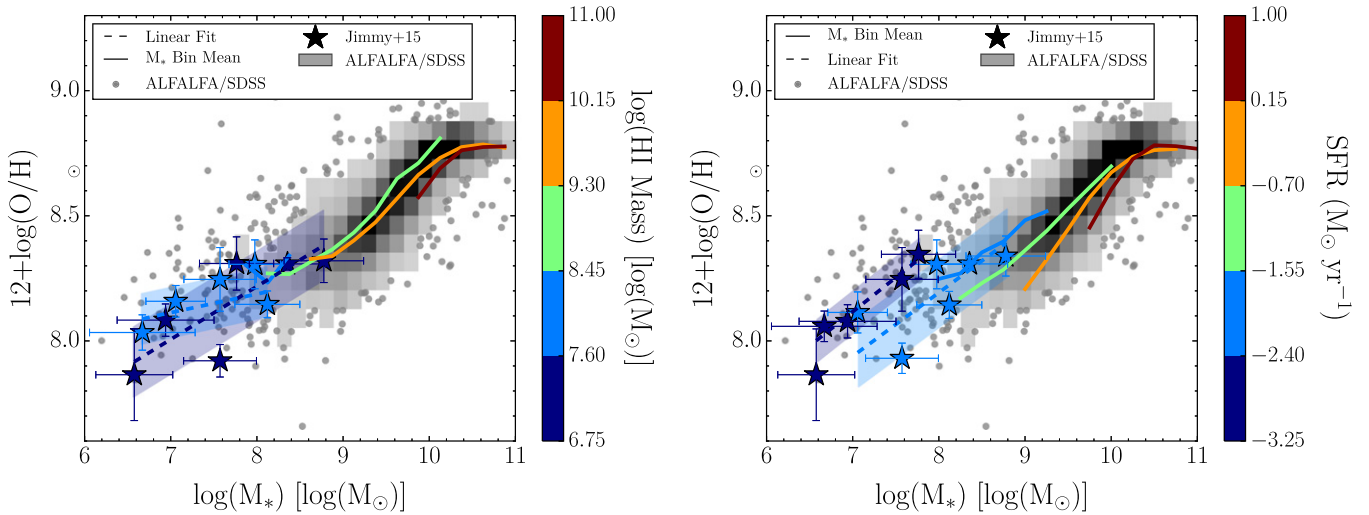 Linear Fit
M* Bin Mean
ALFALFA/SDSS
Jimmy+15
ALFALFA/SDSS
9.0
8.5
8.0
12+log(O/H)
⊙
6 7 8 9 10 11
log(M*) [log(M⊙)]
11.00
10.15
9.30
8.45
7.60
6.75
log(HI Mass) [log(M⊙)]
M* Bin Mean
Linear Fit
ALFALFA/SDSS
Jimmy+15
ALFALFA/SDSS
9.0
8.5
8.0
12+log(O/H)
⊙
6 7 8 9 10 11
log(M*) [log(M⊙)]
1.00
0.15
−0.70
−1.55
−2.40
−3.25
SFR (M⊙ yr⁻¹)